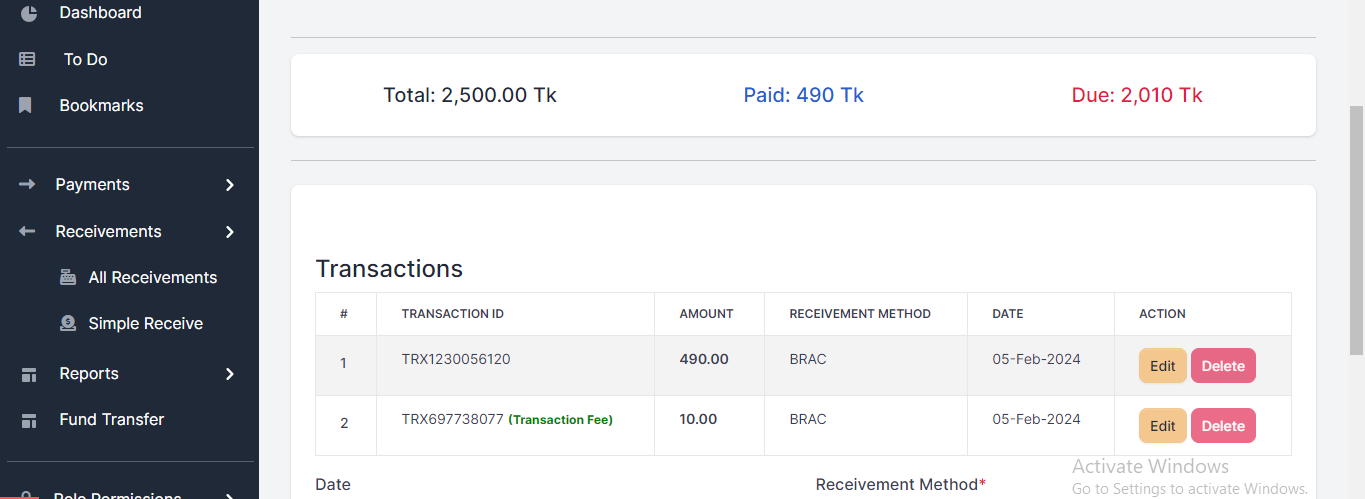 Dashboard
To Do
Bookmarks
Payments
Receivements
All Receivements
Simple Receive
Reports
Fund Transfer
Role Permissions
Total: 2,500.00 Tk
Paid: 490 Tk
Due: 2,010 Tk
Transactions
# TRANSACTION ID AMOUNT RECEIVEMENT METHOD DATE ACTION
1 TRX1230056120 490.00 BRAC 05-Feb-2024 Edit Delete
2 TRX697738077 (Transaction Fee) 10.00 BRAC 05-Feb-2024 Edit Delete
Date
Receivement Method*
Activate Windows
Go to Settings to activate Windows.